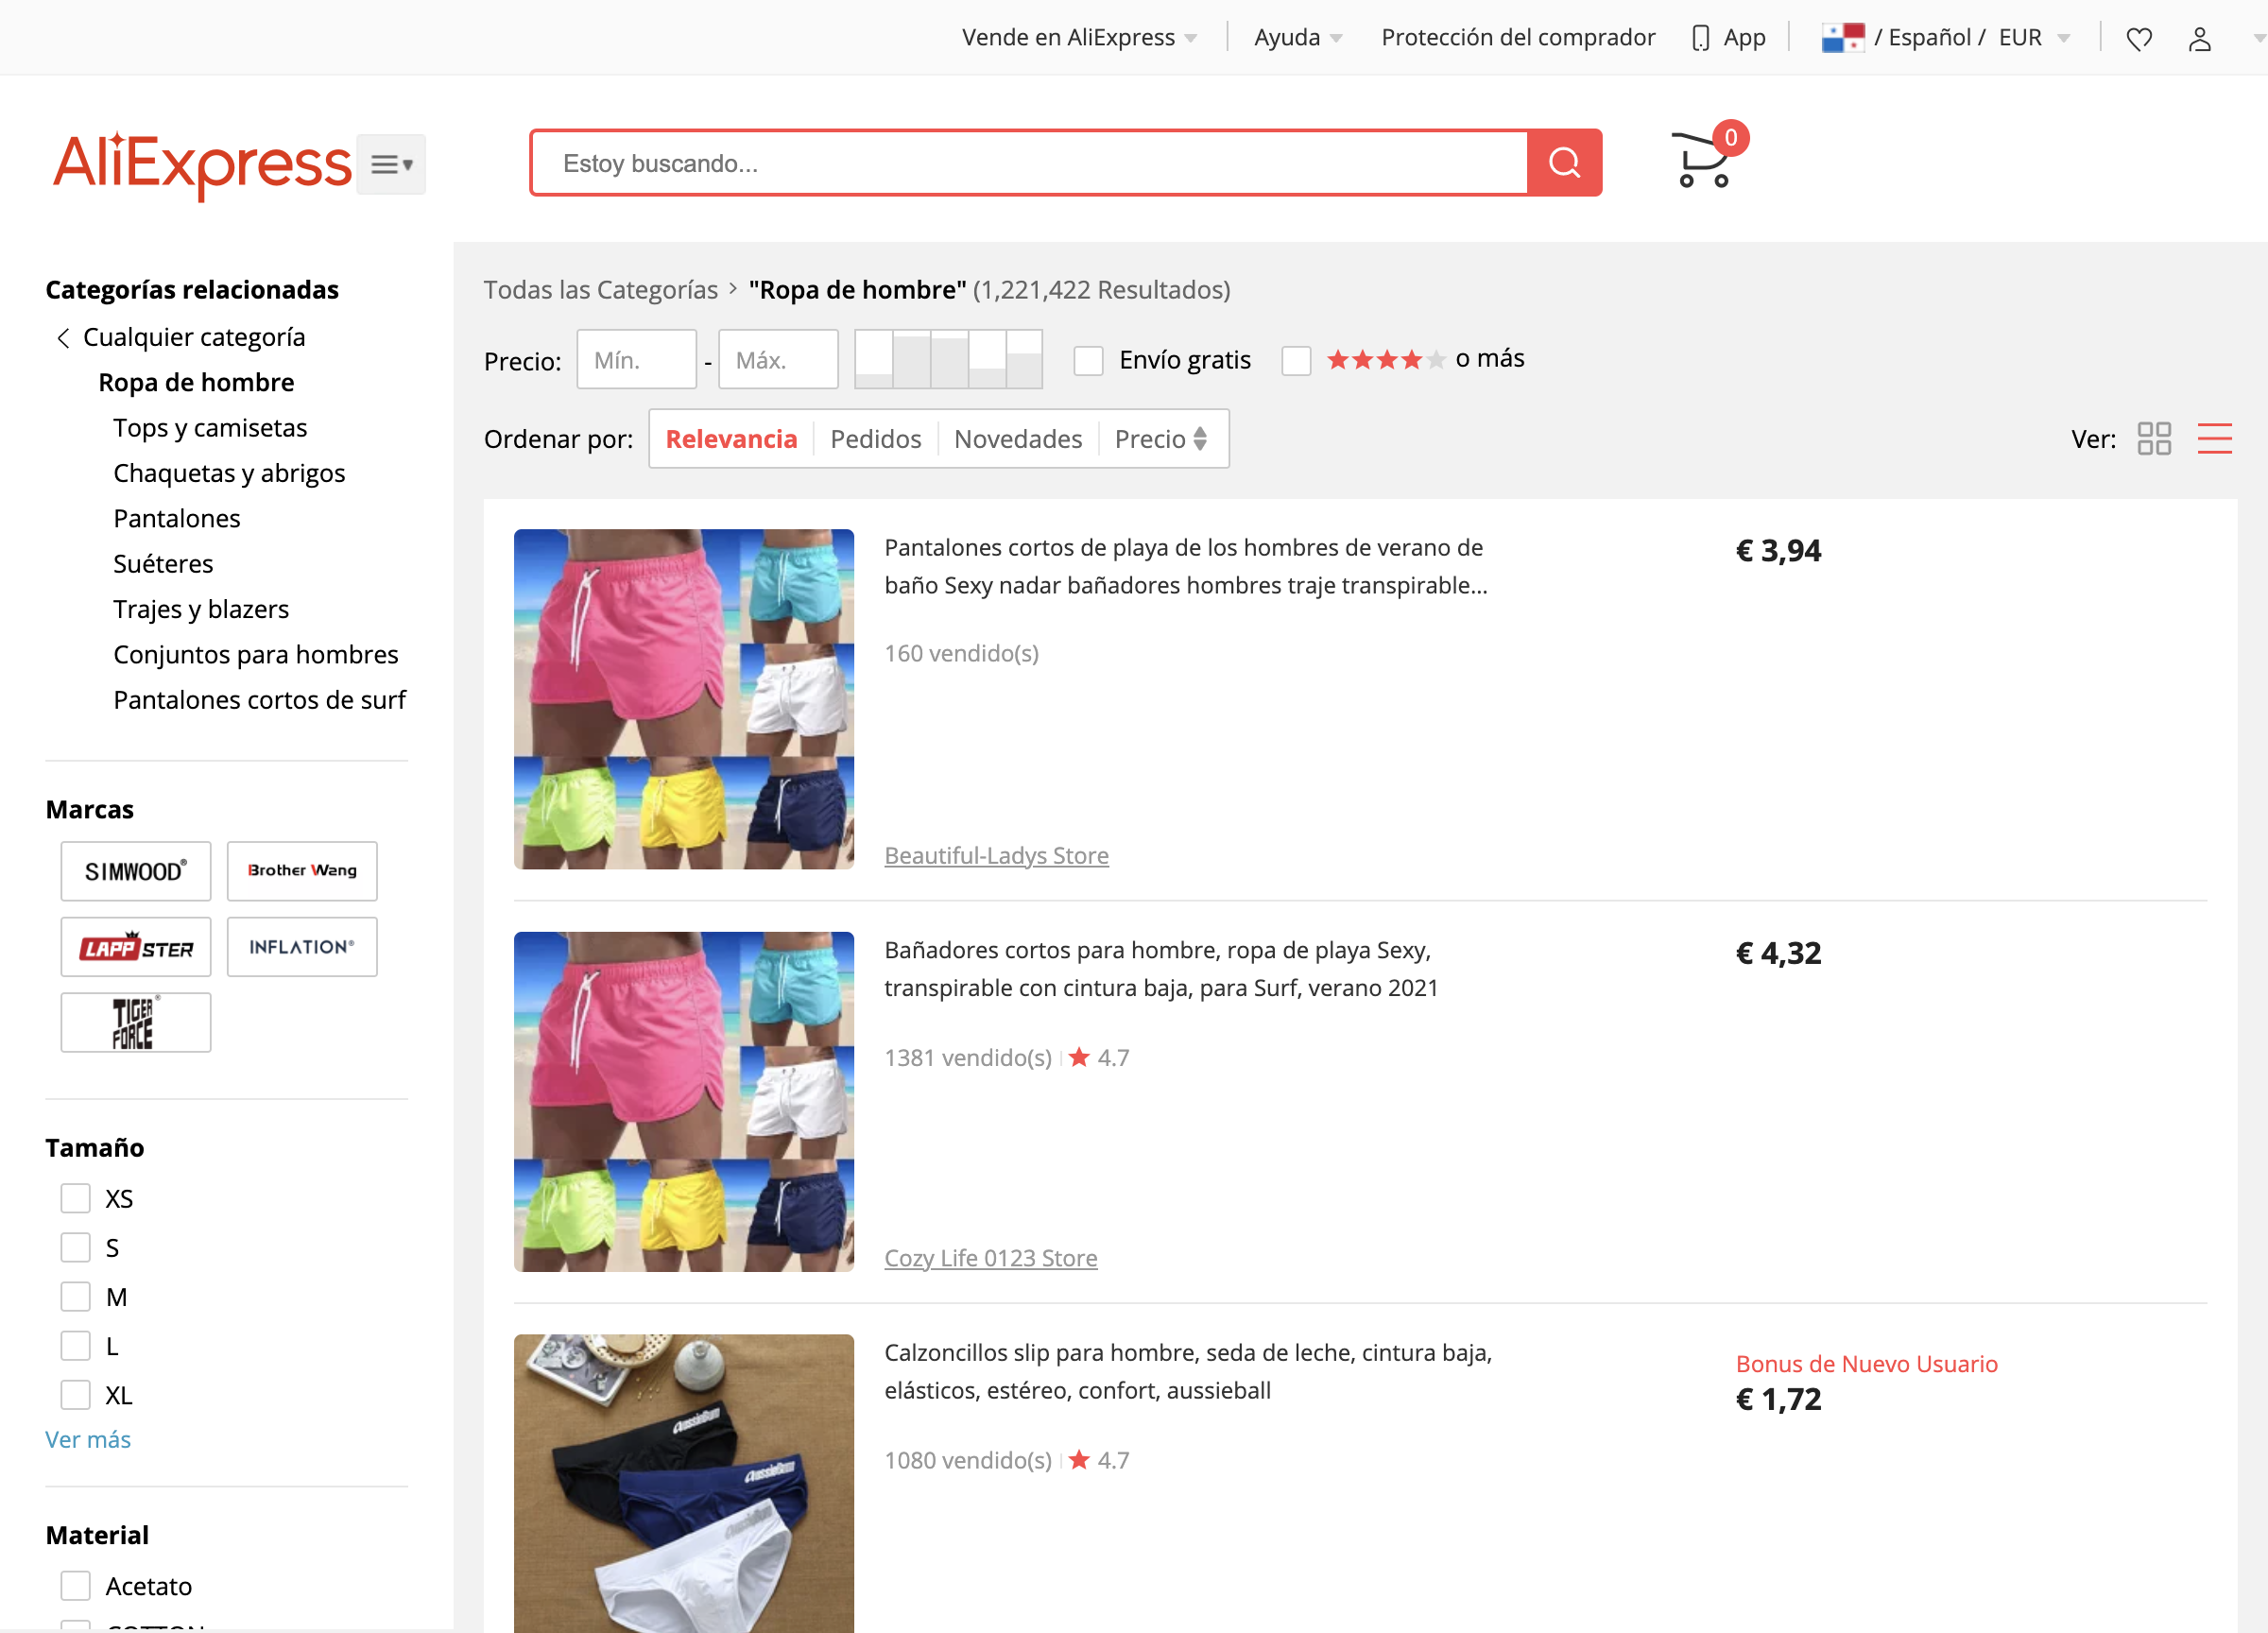 Vende en AliExpress
Ayuda
Protección del comprador
App
/ Español / EUR
AliExpress
Estoy buscando...
0
Categorías relacionadas
Cualquier categoría
Ropa de hombre
Tops y camisetas
Chaquetas y abrigos
Pantalones
Suéteres
Trajes y blazers
Conjuntos para hombres
Pantalones cortos de surf
Marcas
SIMWOOD®
Brother Wang
LAPPSTER
INFLATION®
TIGER FORCE®
Tamaño
XS
S
M
L
XL
Ver más
Material
Acetato
COTTON
Todas las Categorías > "Ropa de hombre" (1,221,422 Resultados)
Precio: Mín. - Máx. Envío gratis o más
Ordenar por: Relevancia Pedidos Novedades Precio
Ver:
Pantalones cortos de playa de los hombres de verano de
baño Sexy nadar bañadores hombres traje transpirable...
160 vendido(s)
Beautiful-Ladys Store
€ 3,94
Bañadores cortos para hombre, ropa de playa Sexy,
transpirable con cintura baja, para Surf, verano 2021
1381 vendido(s) 4.7
Cozy Life 0123 Store
€ 4,32
aussieBum
aussieBum
aussieBum
Calzoncillos slip para hombre, seda de leche, cintura baja,
elásticos, estéreo, confort, aussieball
1080 vendido(s) 4.7
Bonus de Nuevo Usuario
€ 1,72